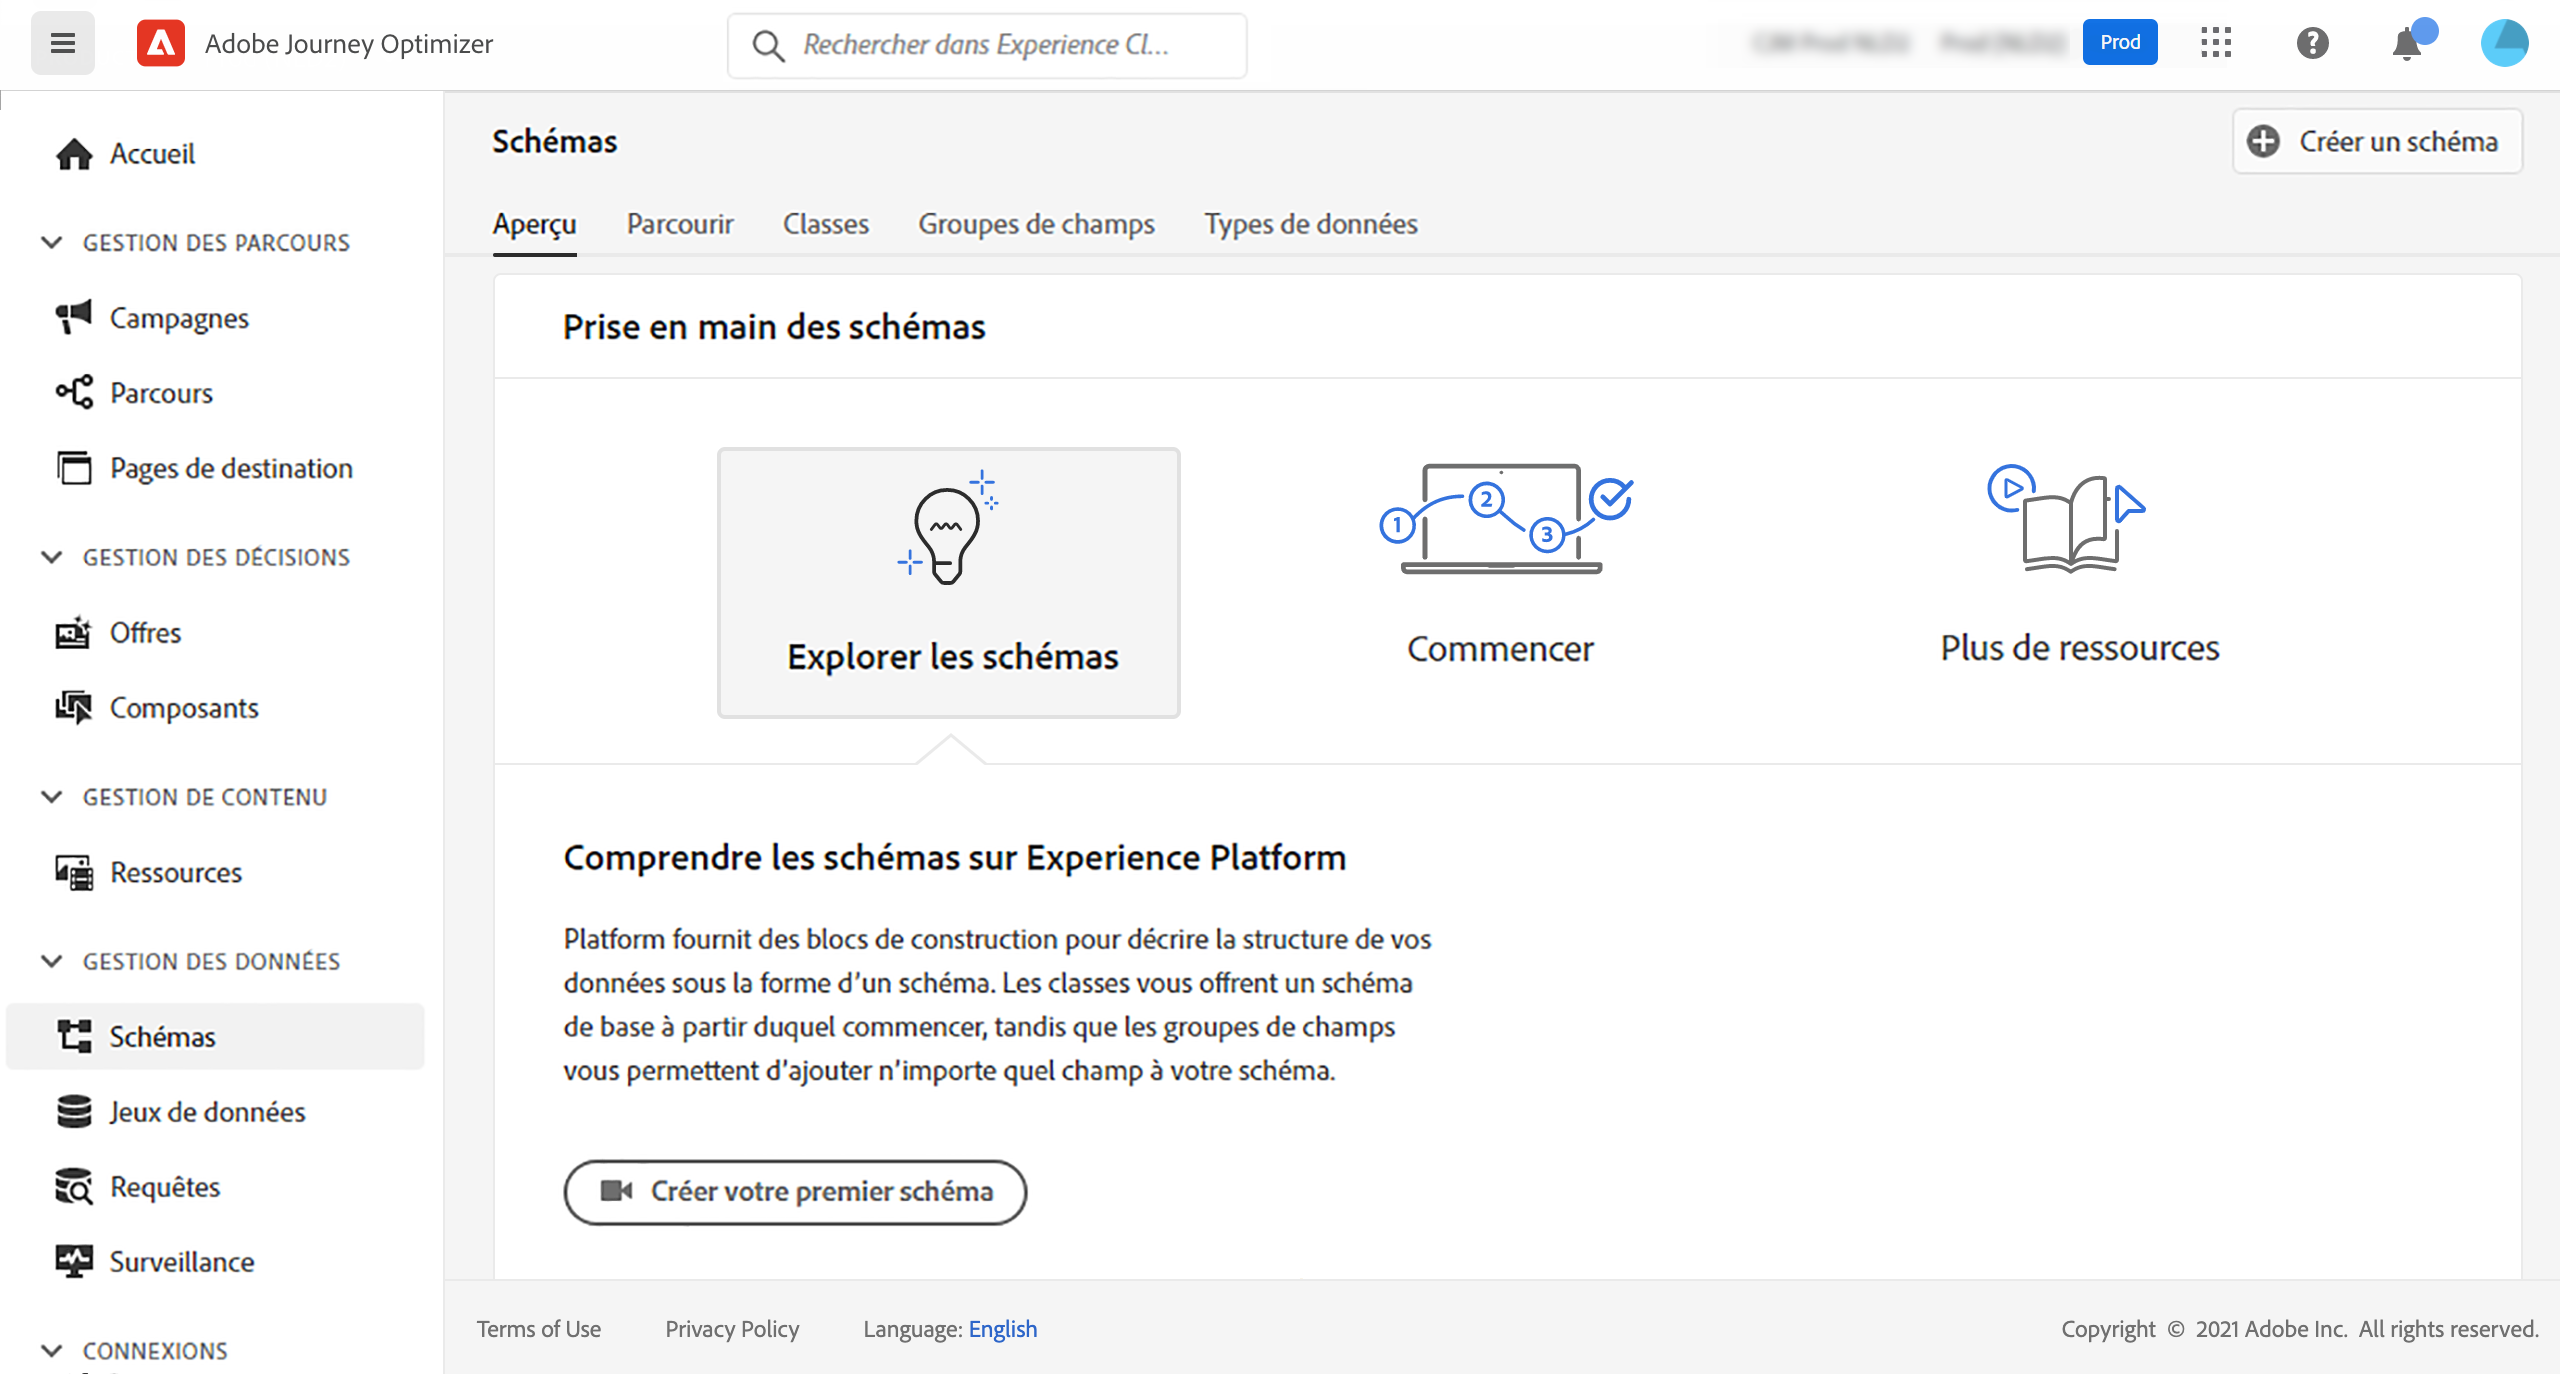 Adobe Journey Optimizer
Rechercher dans Experience Cl...
Prod
Accueil
GESTION DES PARCOURS
Campagnes
Parcours
Pages de destination
GESTION DES DÉCISIONS
Offres
Composants
GESTION DE CONTENU
Ressources
GESTION DES DONNÉES
Schémas
Jeux de données
Requêtes
Surveillance
CONNEXIONS
Schémas
Créer un schéma
Aperçu Parcourir Classes Groupes de champs Types de données
Prise en main des schémas
1 2 3
Explorer les schémas
Commencer
Plus de ressources
Comprendre les schémas sur Experience Platform
Platform fournit des blocs de construction pour décrire la structure de vos
données sous la forme d’un schéma. Les classes vous offrent un schéma
de base à partir duquel commencer, tandis que les groupes de champs
vous permettent d’ajouter n’importe quel champ à votre schéma.
Créer votre premier schéma
Terms of Use Privacy Policy Language: English
Copyright © 2021 Adobe Inc. All rights reserved.